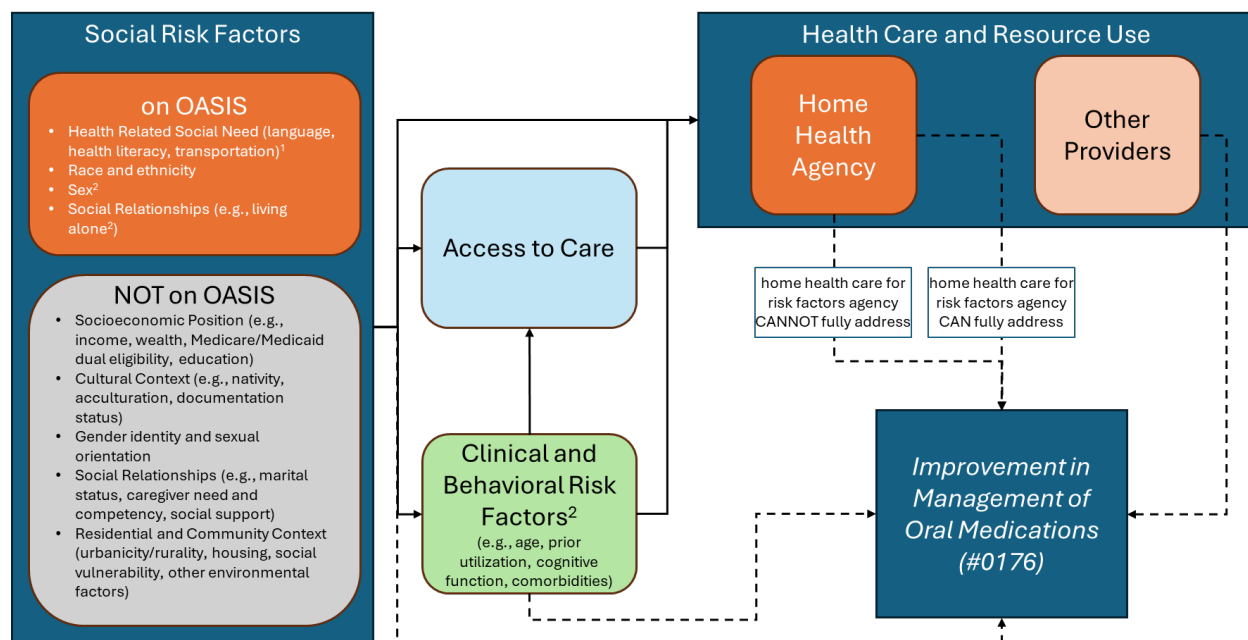 Social Risk Factors
on OASIS
• Health Related Social Need (language,
health literacy, transportation)¹
• Race and ethnicity
• Sex²
• Social Relationships (e.g., living
alone²)
NOT on OASIS
• Socioeconomic Position (e.g.,
income, wealth, Medicare/Medicaid
dual eligibility, education)
• Cultural Context (e.g., nativity,
acculturation, documentation
status)
• Gender identity and sexual
orientation
• Social Relationships (e.g., marital
status, caregiver need and
competency, social support)
• Residential and Community Context
(urbanicity/rurality, housing, social
vulnerability, other environmental
factors)
Access to Care
Clinical and
Behavioral Risk
Factors²
(e.g., age, prior
utilization, cognitive
function, comorbidities)
Health Care and Resource Use
Home
Health
Agency
Other
Providers
home health care for
risk factors agency
CANNOT fully address
home health care for
risk factors agency
CAN fully address
Improvement in
Management of
Oral Medications
(#0176)